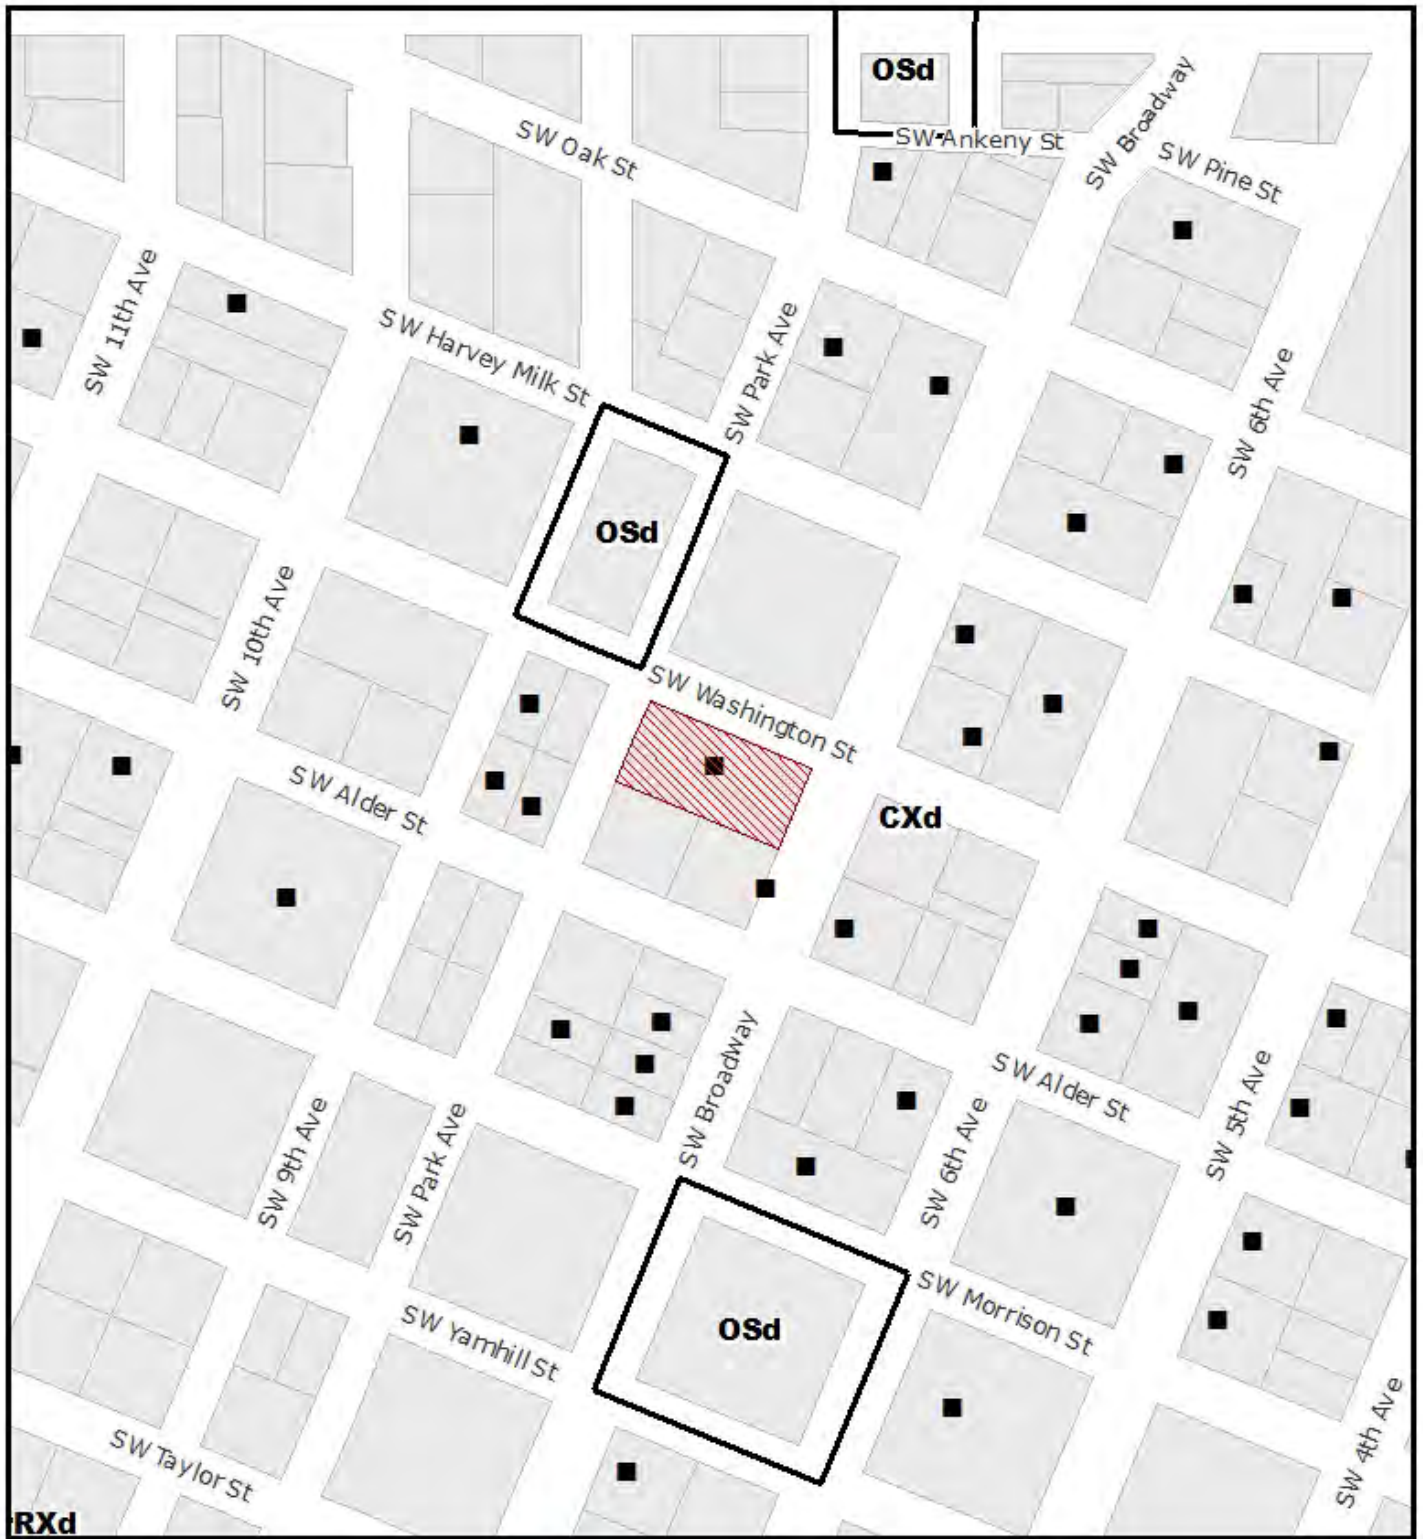 OSd
SW Ankeny St
SW Broadway
SW Oak St
SW Pine St
SW 11th Ave
SW Harvey Milk St
SW Park Ave
SW 6th Ave
OSd
SW 10th Ave
SW Washington St
SW Alder St
CXd
SW Broadway
SW Alder St
SW 9th Ave
SW Park Ave
SW 6th Ave
SW 5th Ave
SW Yamhill St
OSd
SW Morrison St
SW Taylor St
SW 4th Ave
RXd